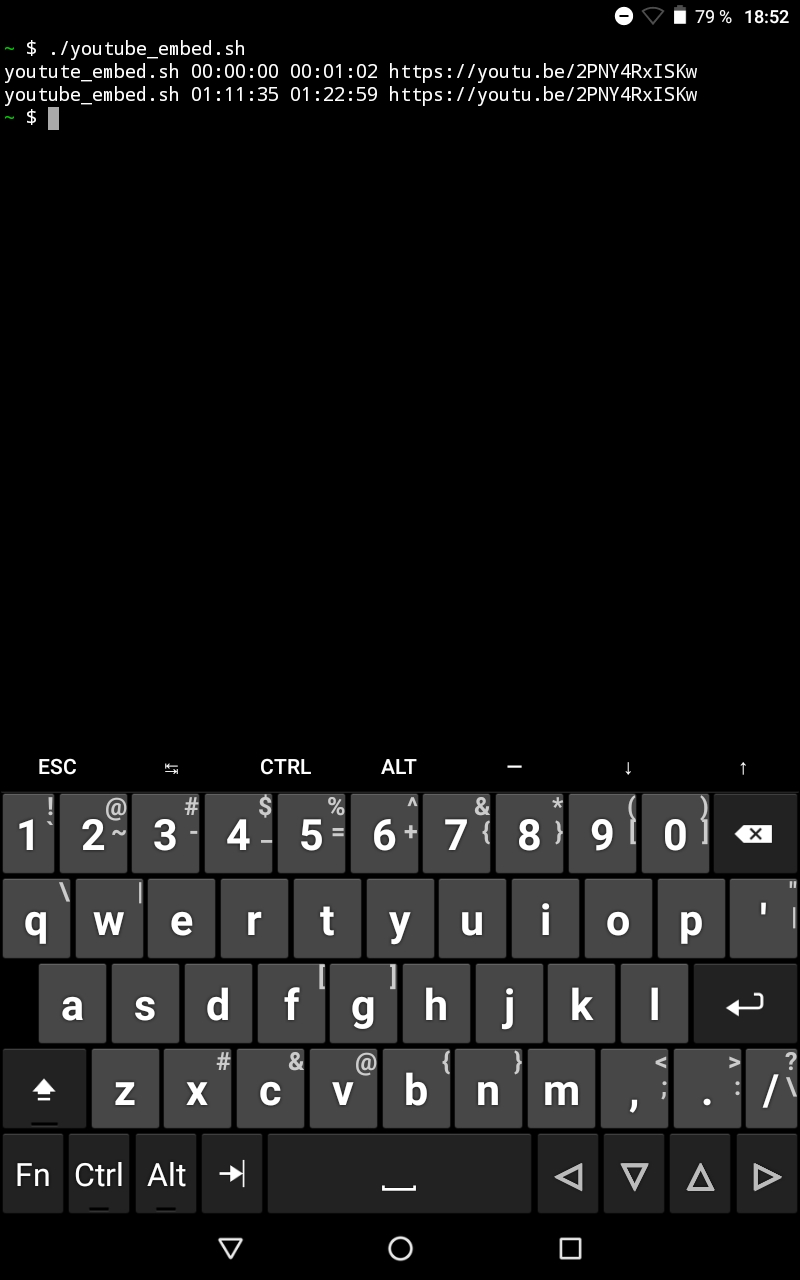 79 % 18:52
~ $ ./youtube_embed.sh
youtute_embed.sh 00:00:00 00:01:02 https://youtu.be/2PNY4RxISKw
youtube_embed.sh 01:11:35 01:22:59 https://youtu.be/2PNY4RxISKw
~ $
ESC ↹ CTRL ALT — ↓ ↑
! ` @ ~ # - $ _ % = ^ + & { * } ( [ ) ]
1 2 3 4 5 6 7 8 9 0
\ | " |
q w e r t y u i o p '
[ ]
a s d f g h j k l
# & @ { } < ; > : ? \
z x c v b n m , . /
Fn Ctrl Alt